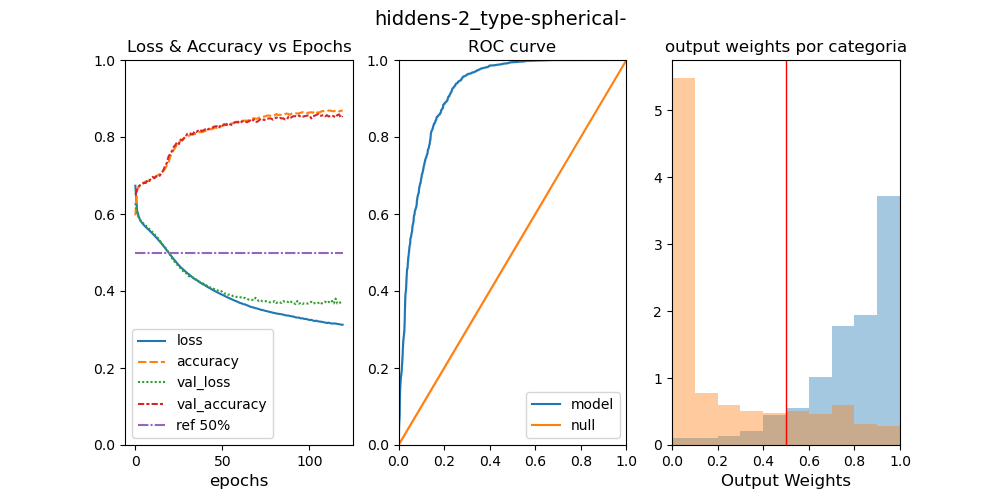 hiddens-2_type-spherical-
Loss & Accuracy vs Epochs
1.0
0.8
0.6
0.4
0.2
0.0
0
50
100
epochs
loss
accuracy
val_loss
val_accuracy
ref 50%
ROC curve
1.0
0.8
0.6
0.4
0.2
0.0
0.0
0.2
0.4
0.6
0.8
1.0
model
null
output weights por categoria
5
4
3
2
1
0
0.0
0.2
0.4
0.6
0.8
1.0
Output Weights